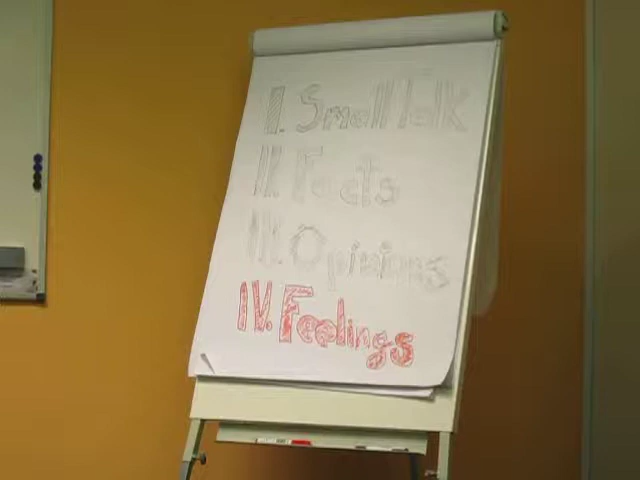 I. Small Talk
II. Facts
III. Opinions
IV. Feelings